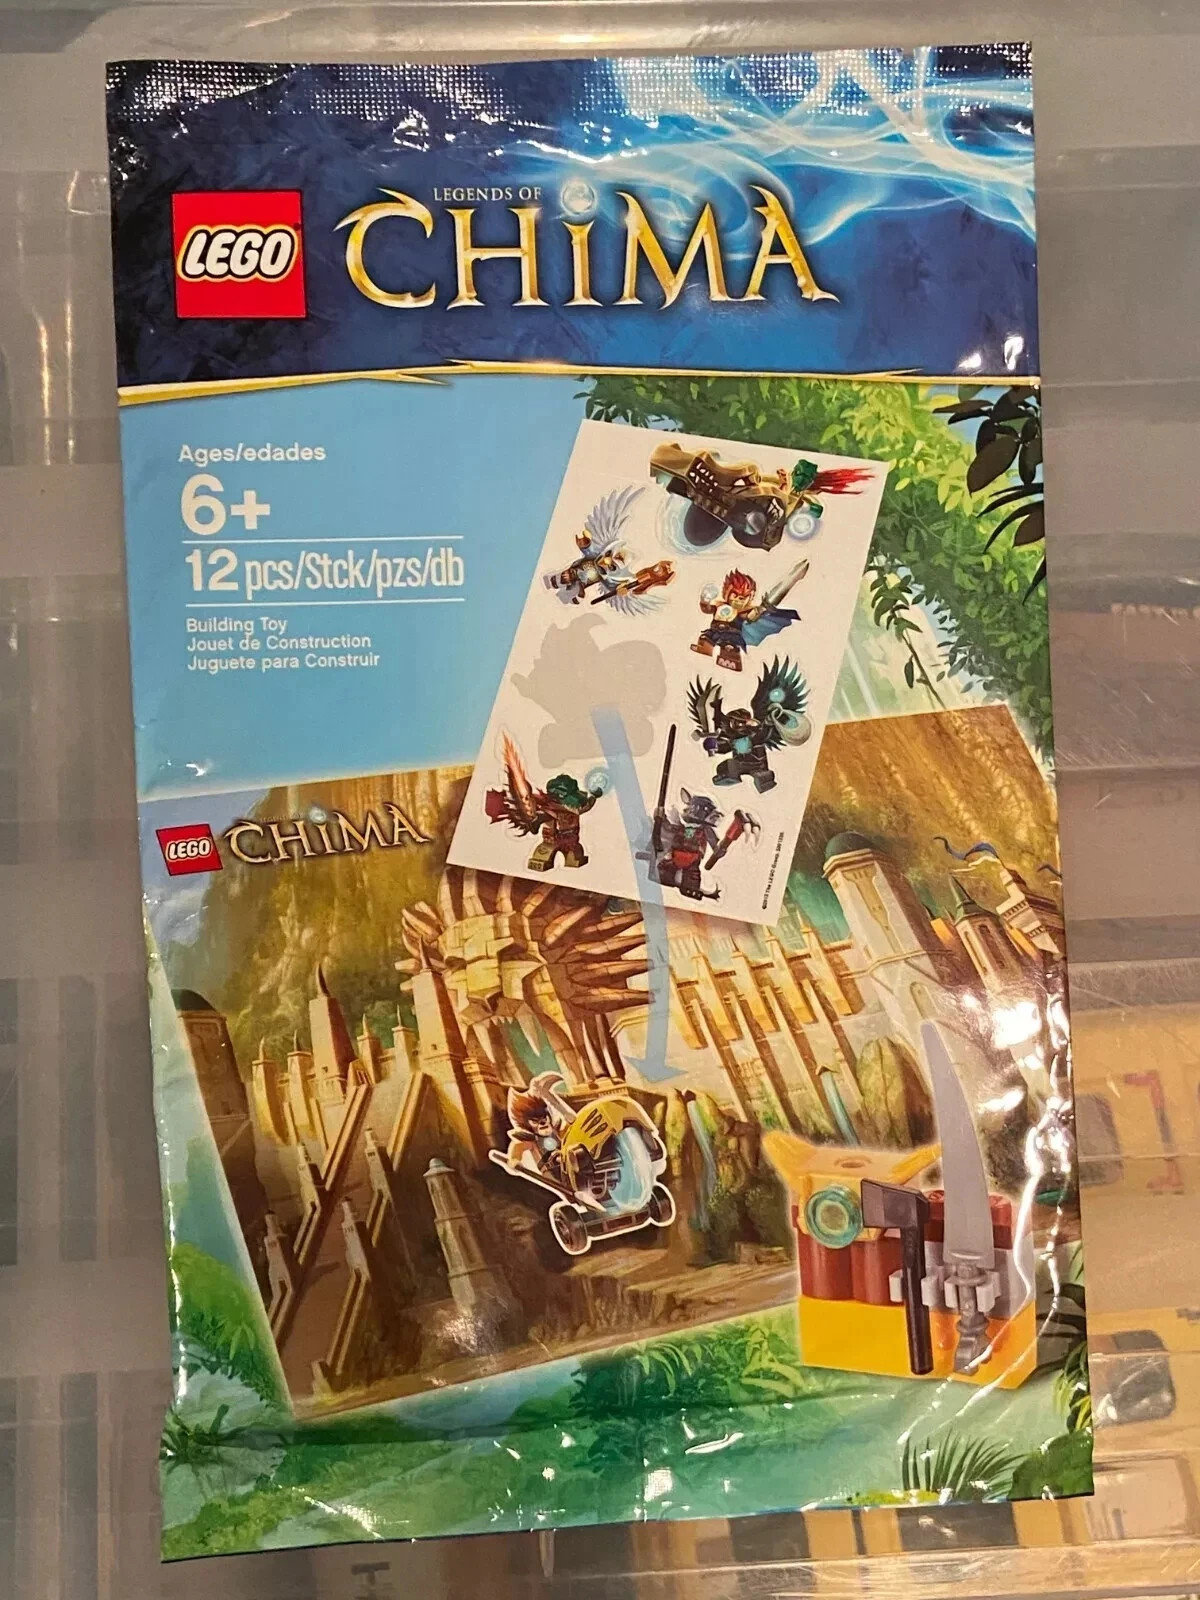 LEGO
LEGENDS OF
CHiMA
Ages/edades
6+
12 pcs/Stck/pzs/db
Building Toy
Jouet de Construction
Juguete para Construir
LEGO
CHiMA